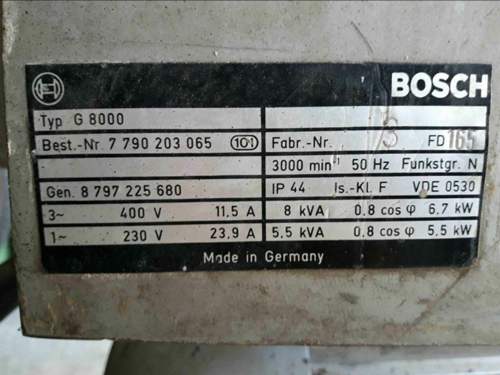 BOSCH
Typ G 8000
Best.-Nr. 7 790 203 065 101 Fabr.-Nr. FD 165
3000 min⁻¹ 50 Hz Funkstgr. N
Gen. 8 797 225 680 IP 44 Is.-Kl. F VDE 0530
3~ 400 V 11,5 A 8 kVA 0,8 cos φ 6,7 kW
1~ 230 V 23,9 A 5,5 kVA 0,8 cos φ 5,5 kW
Made in Germany